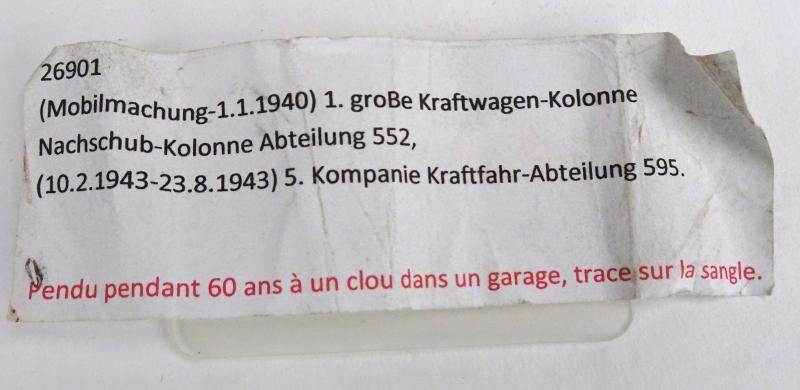 26901
(Mobilmachung-1.1.1940) 1. große Kraftwagen-Kolonne
Nachschub-Kolonne Abteilung 552,
(10.2.1943-23.8.1943) 5. Kompanie Kraftfahr-Abteilung 595.
Pendu pendant 60 ans à un clou dans un garage, trace sur la sangle.